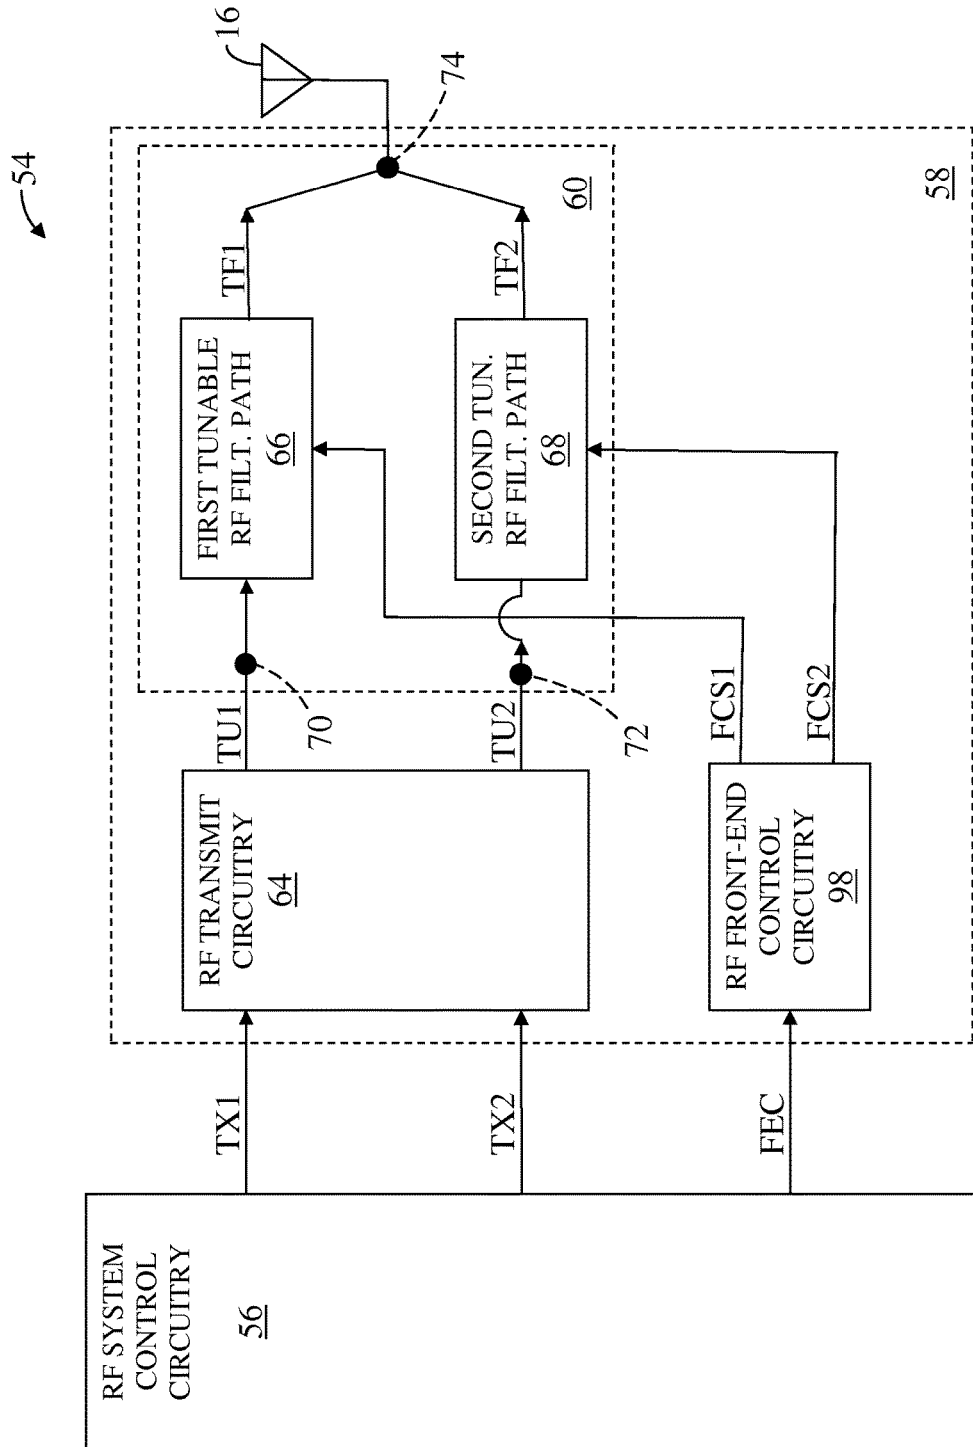 54
RF SYSTEM
CONTROL
CIRCUITRY
56
TX1
TX2
FEC
RF TRANSMIT
CIRCUITRY
64
RF FRONT-END
CONTROL
CIRCUITRY
98
TU1
70
TU2
72
FCS1
FCS2
FIRST TUNABLE
RF FILT. PATH
66
SECOND TUN.
RF FILT. PATH
68
TF1
TF2
60
58
74
16